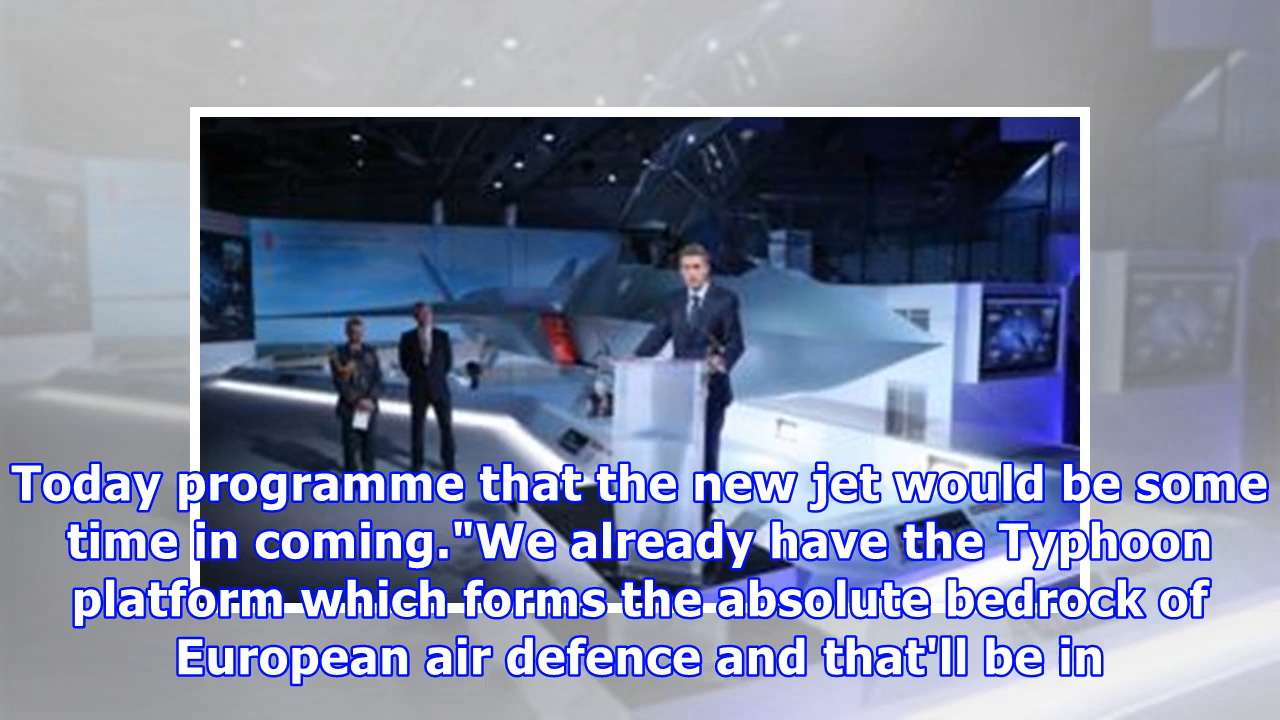 Today programme that the new jet would be some
time in coming."We already have the Typhoon
platform which forms the absolute bedrock of
European air defence and that'll be in